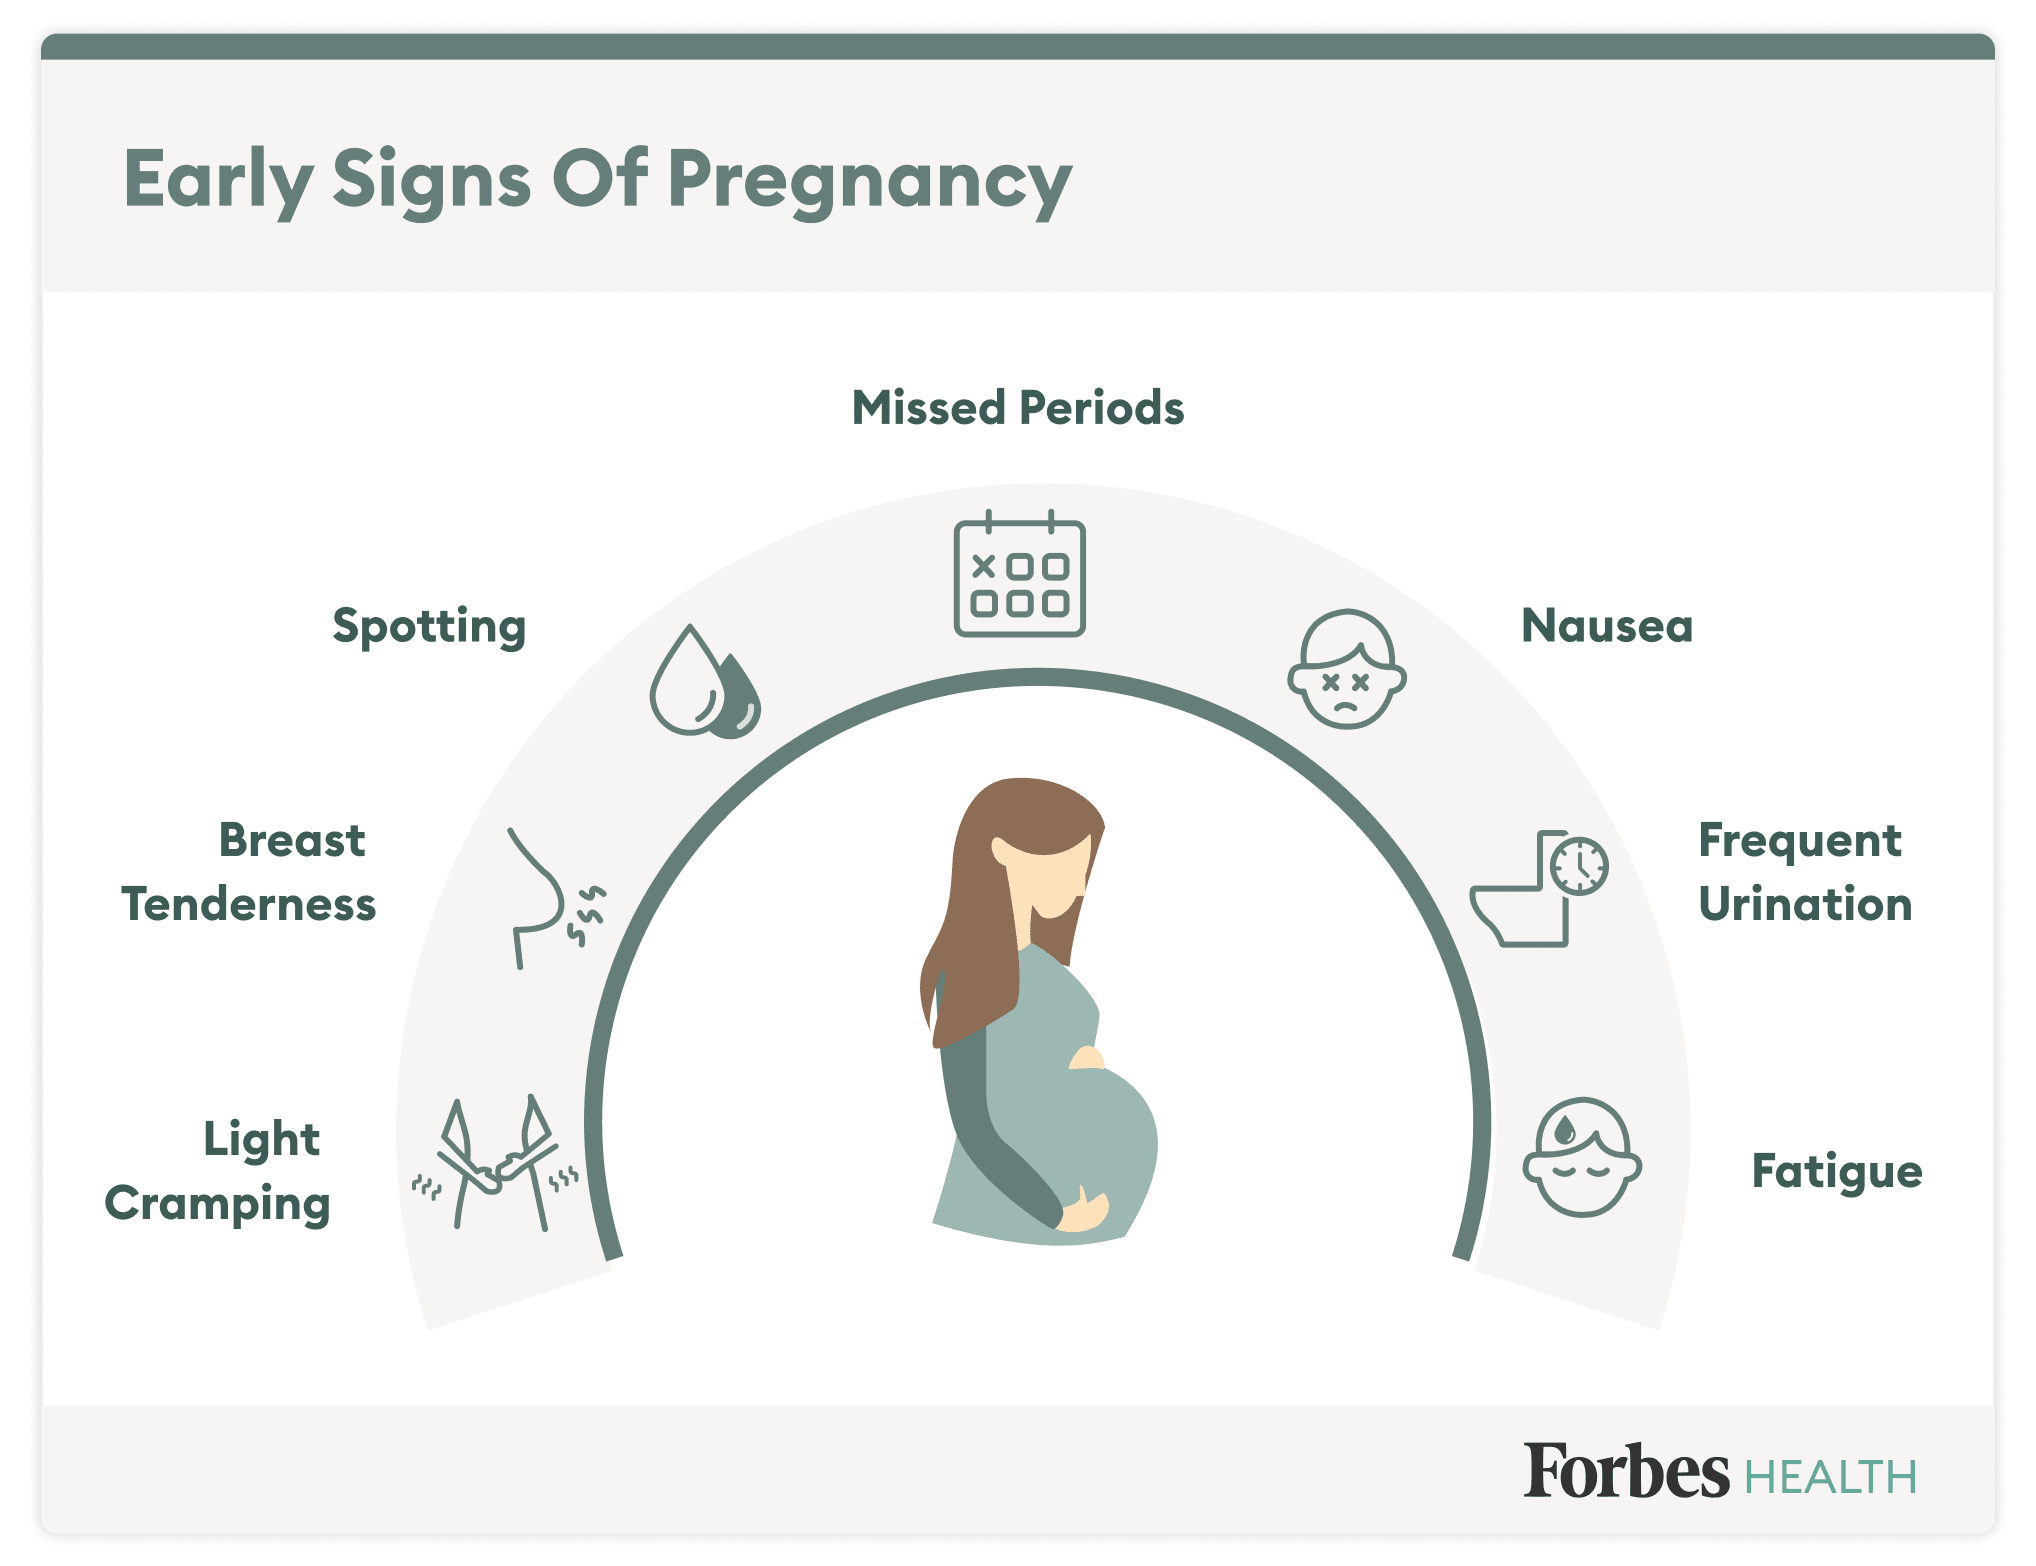 Early Signs Of Pregnancy
Missed Periods
Spotting
Nausea
Breast
Tenderness
Frequent
Urination
Light
Cramping
Fatigue
Forbes HEALTH